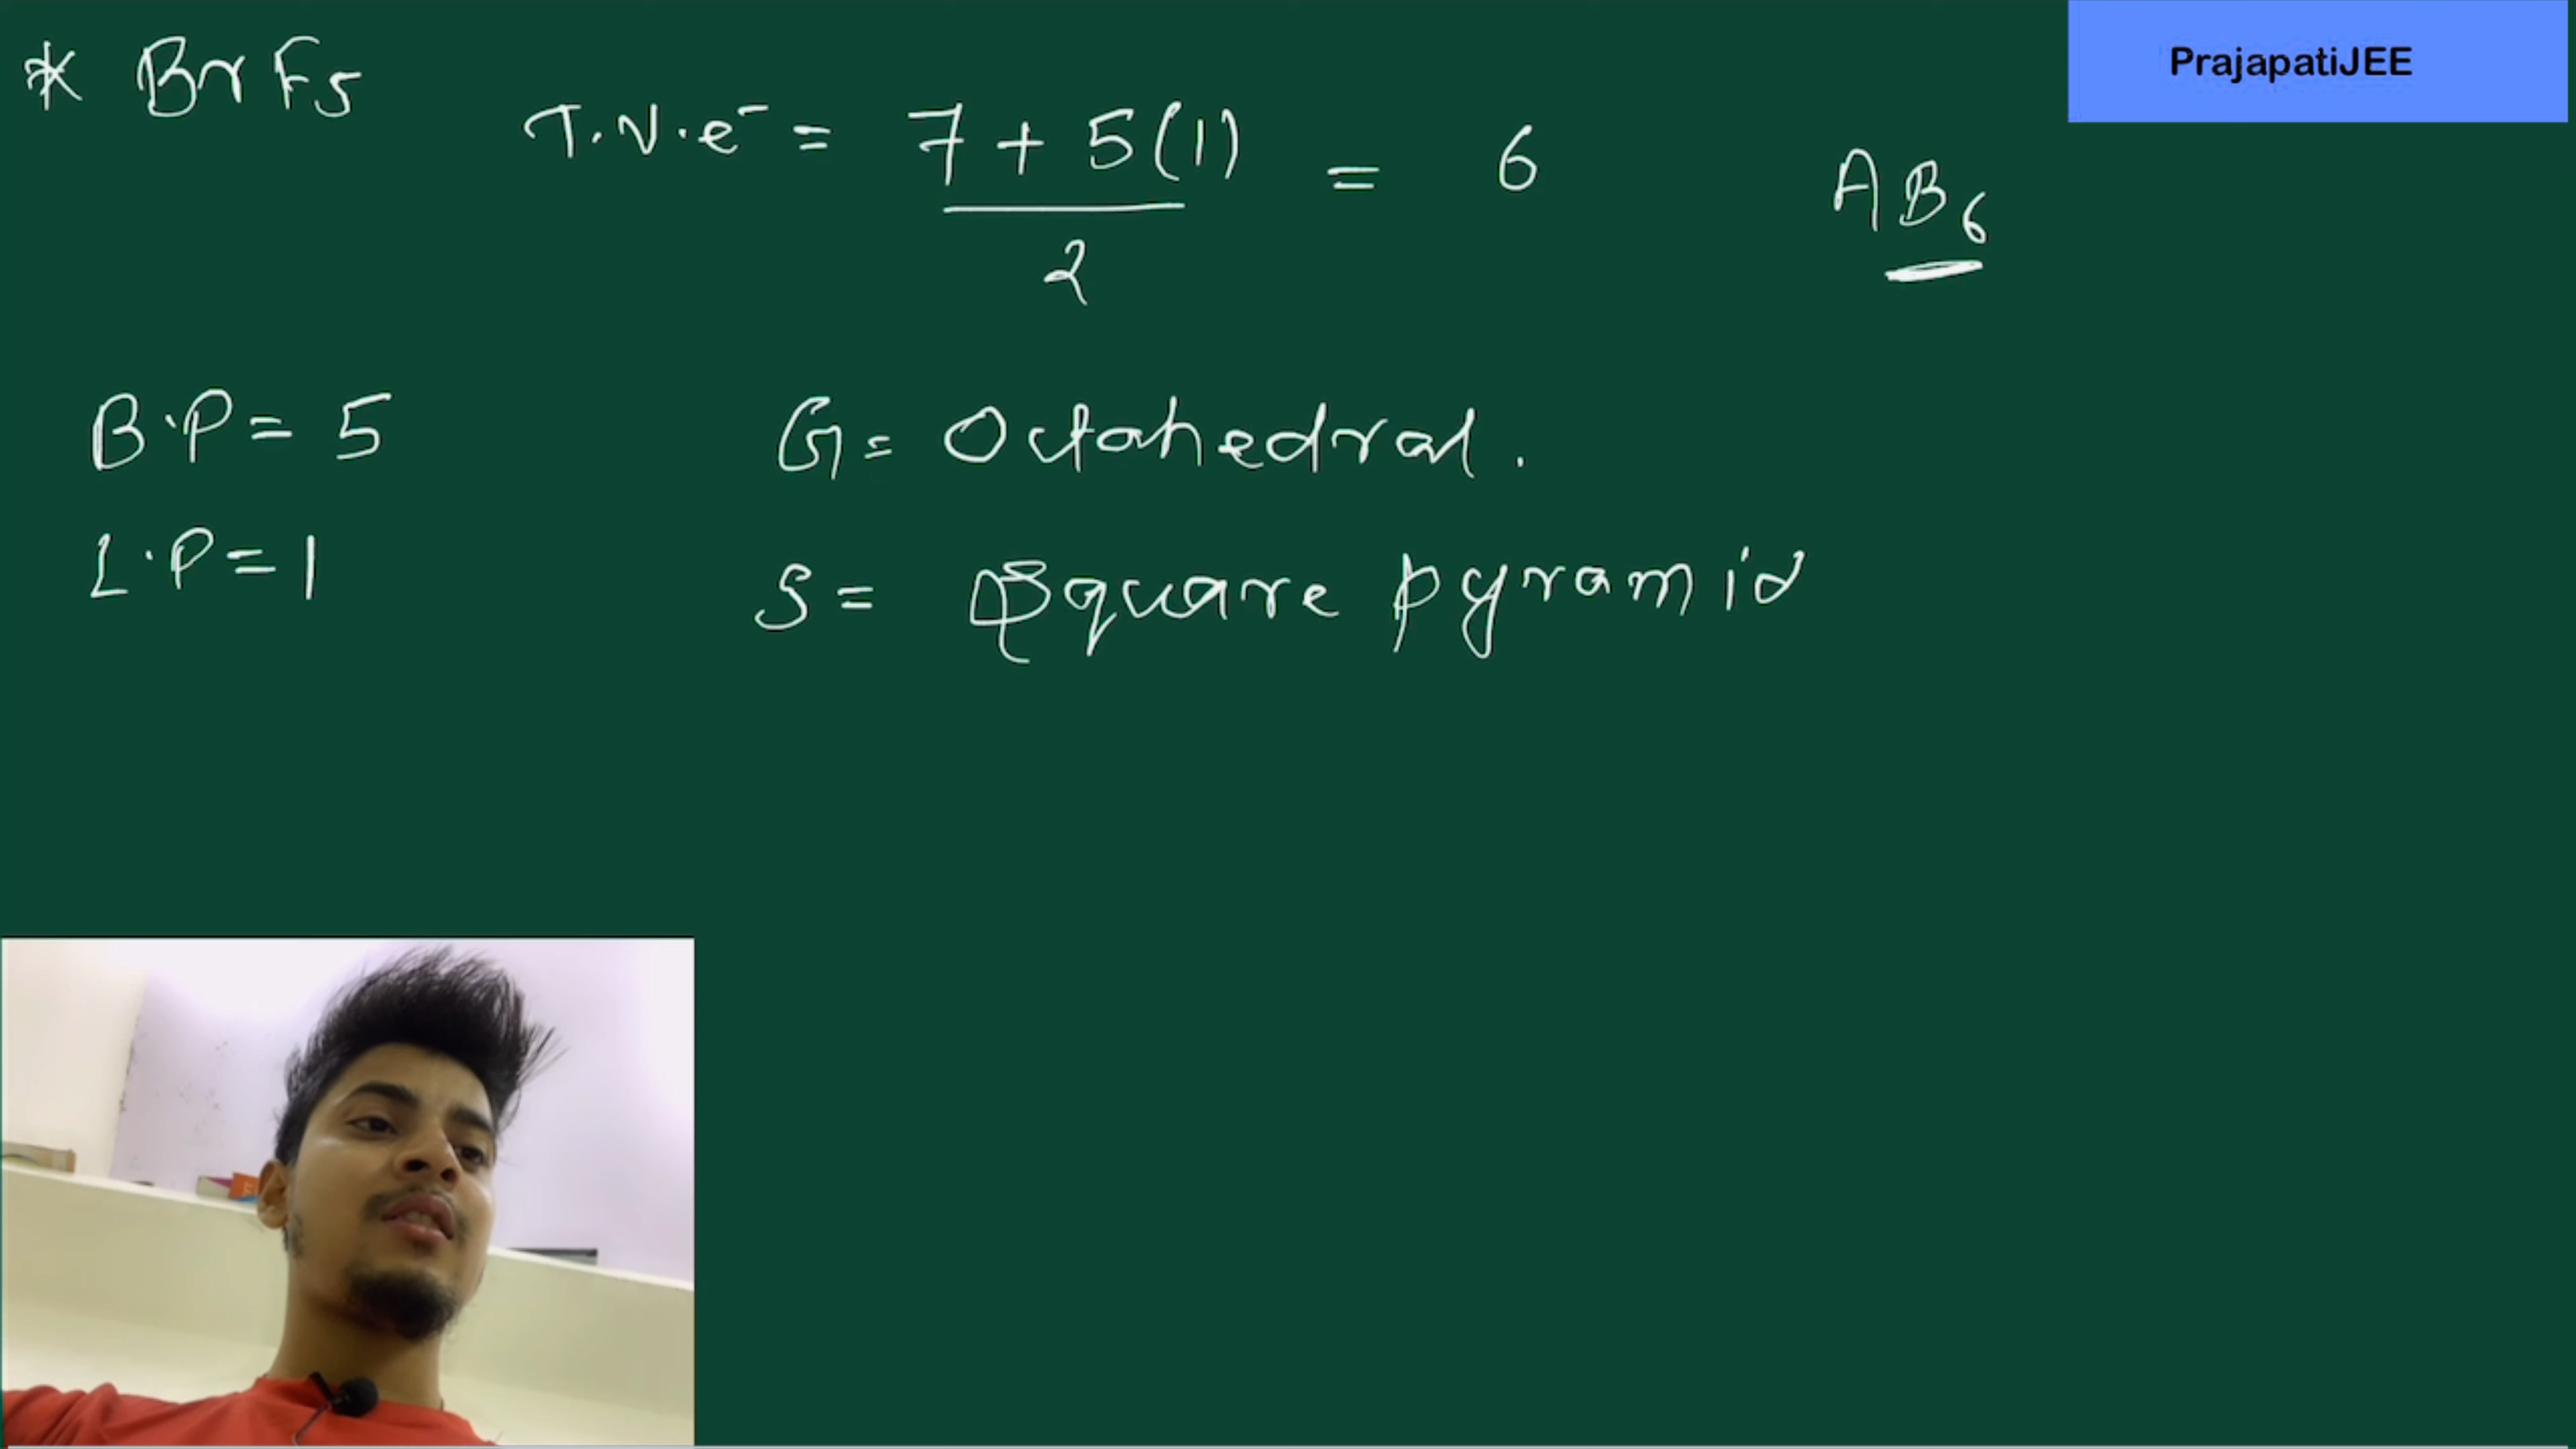 * BrF5
PrajapatiJEE
T.V.e⁻ = 7 + 5(1) / 2 = 6
AB6
B.P = 5
G = Octahedral.
L.P = 1
S = Square pyramid